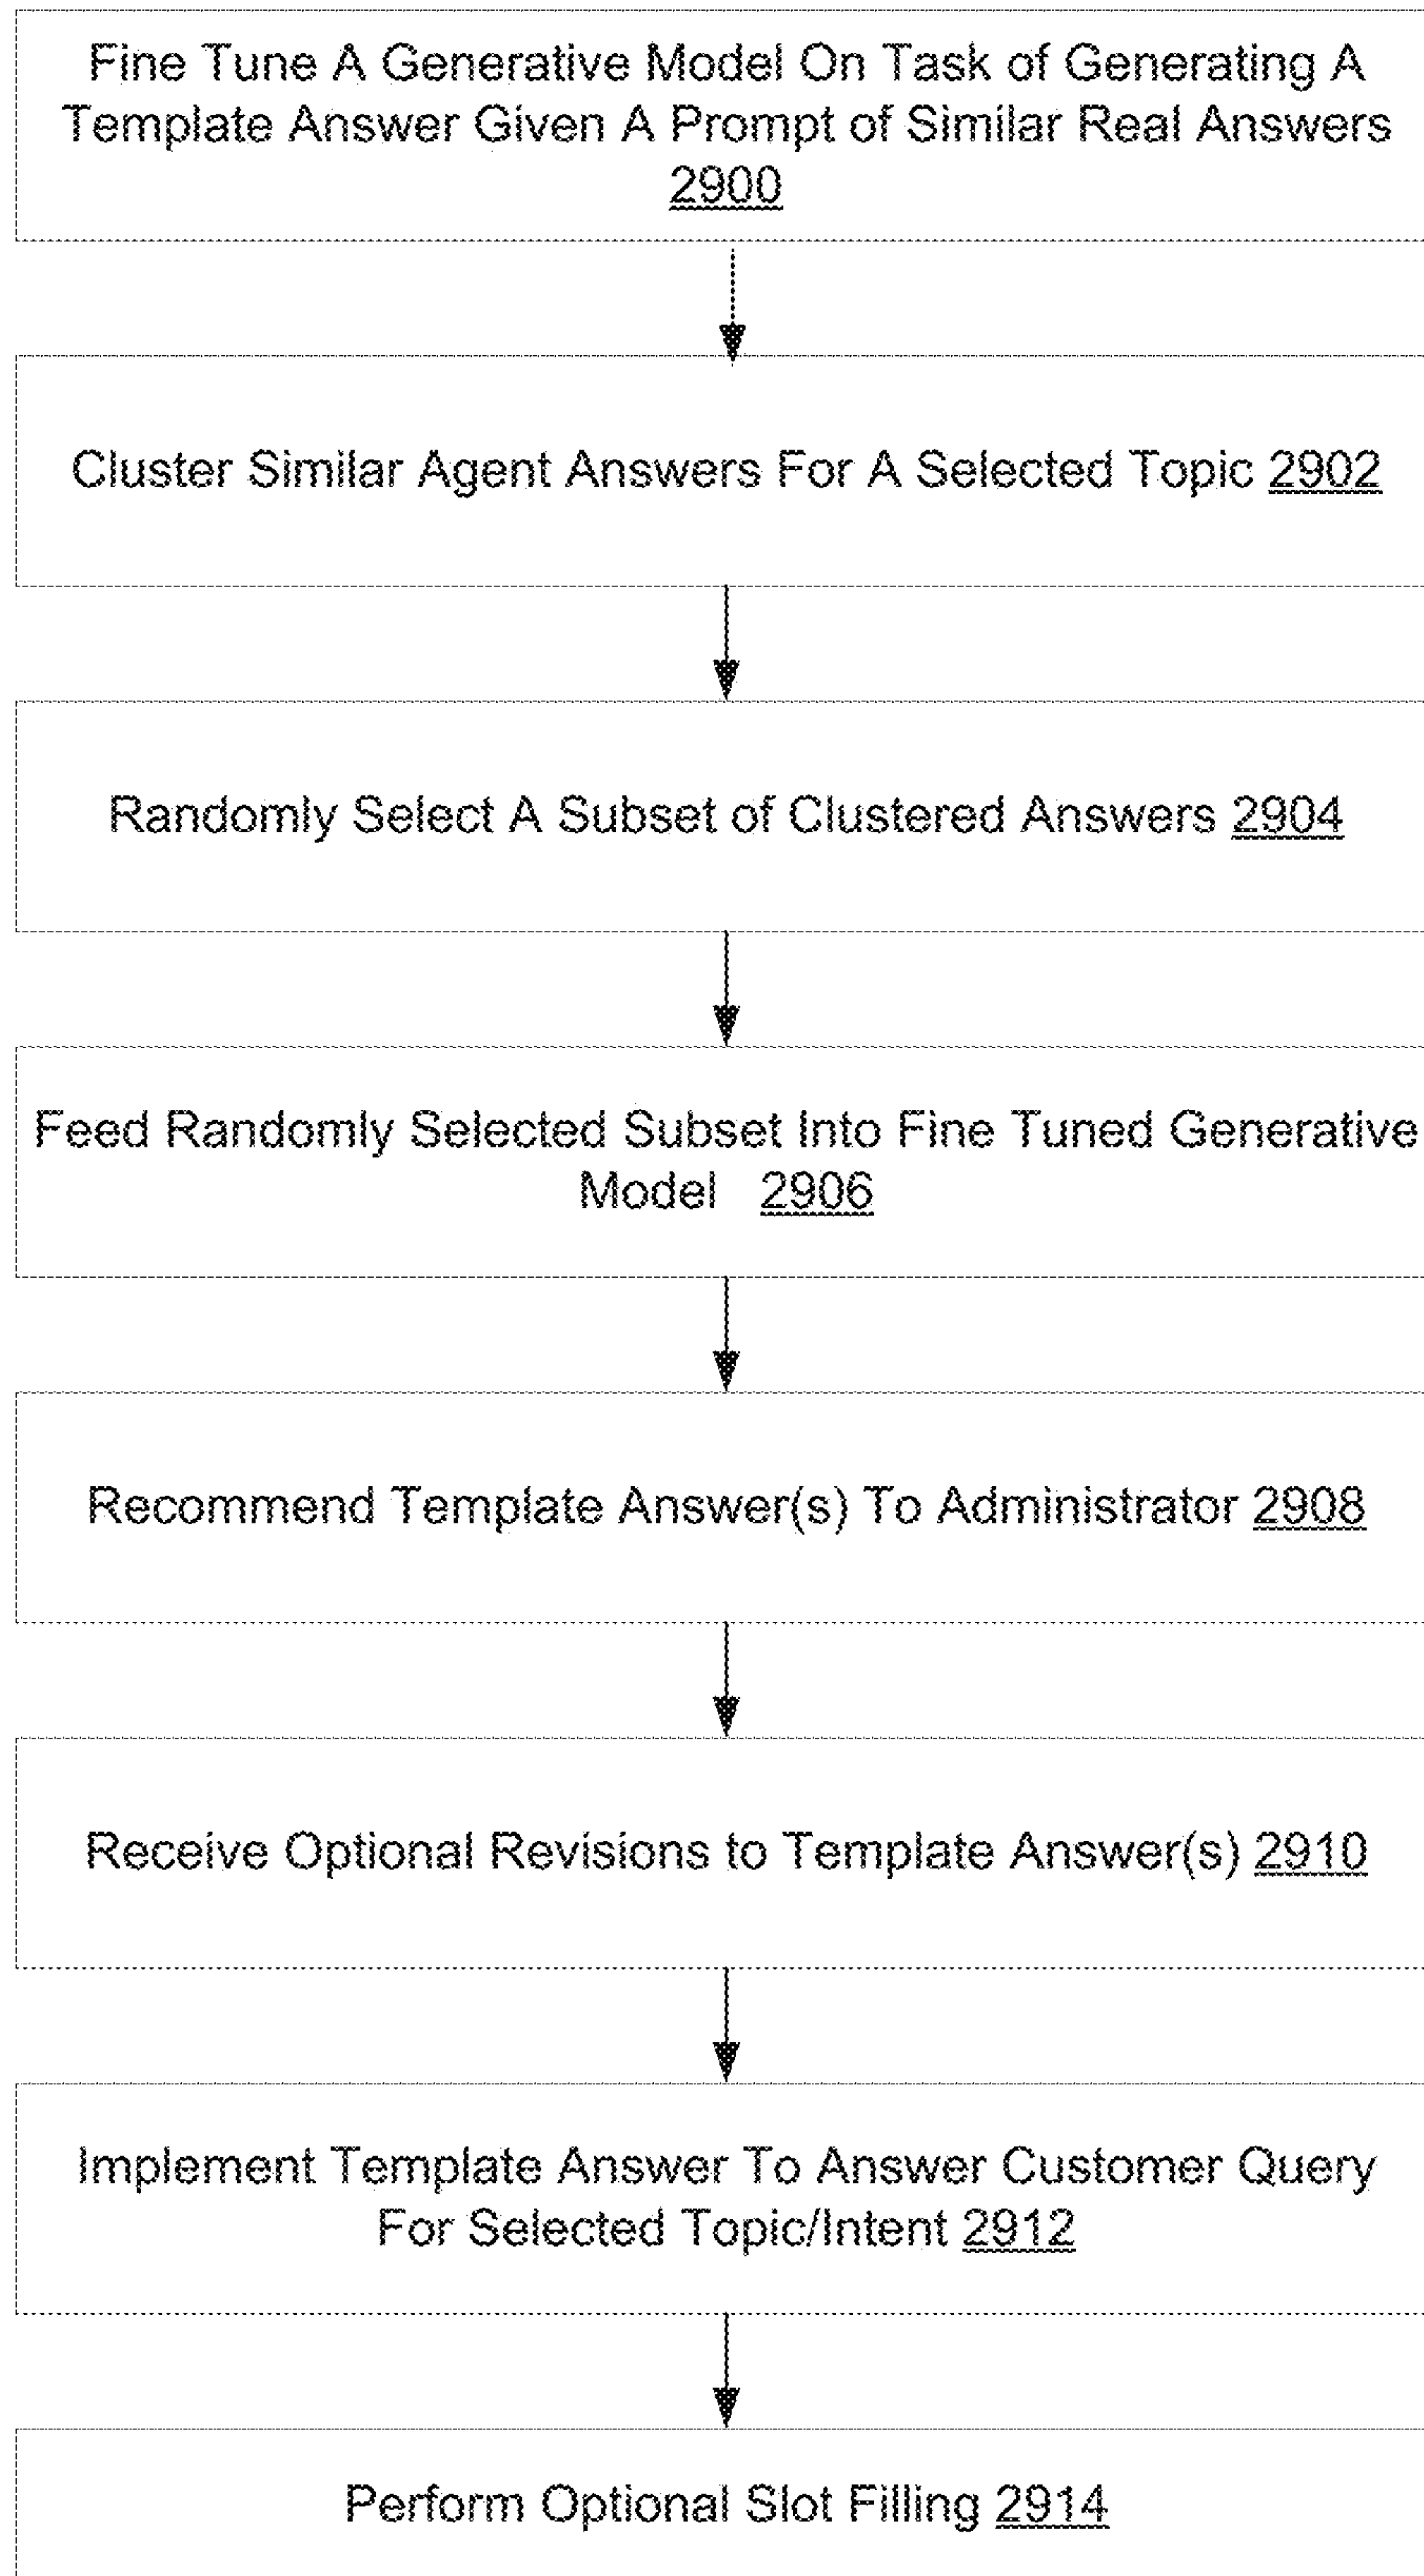 Fine Tune A Generative Model On Task of Generating A
Template Answer Given A Prompt of Similar Real Answers
2900
Cluster Similar Agent Answers For A Selected Topic 2902
Randomly Select A Subset of Clustered Answers 2904
Feed Randomly Selected Subset Into Fine Tuned Generative
Model 2906
Recommend Template Answer(s) To Administrator 2908
Receive Optional Revisions to Template Answer(s) 2910
Implement Template Answer To Answer Customer Query
For Selected Topic/Intent 2912
Perform Optional Slot Filling 2914